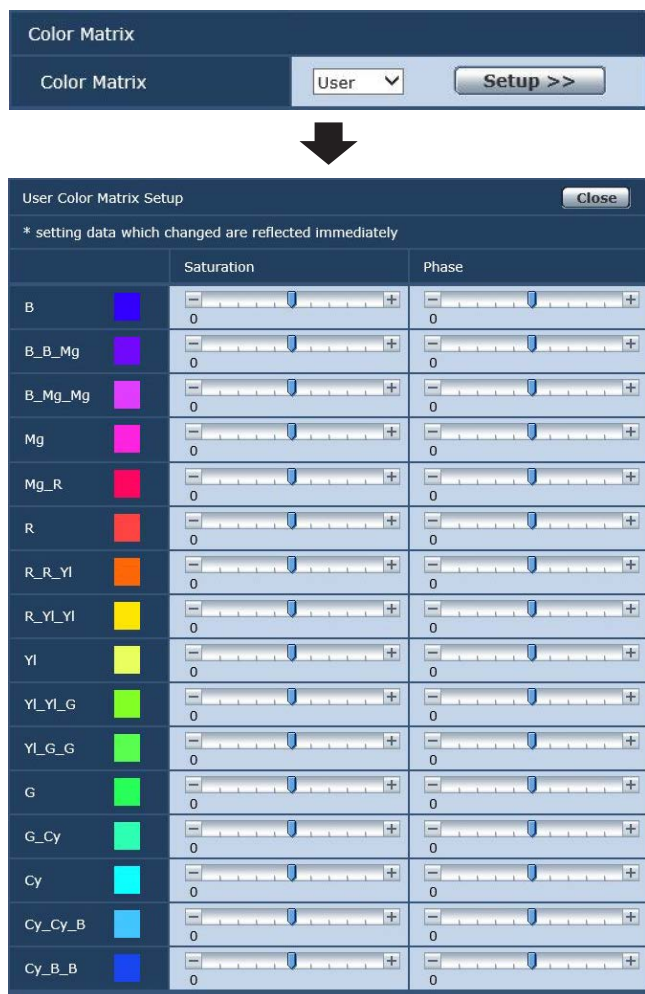 Color Matrix
Color Matrix User Setup >>
User Color Matrix Setup Close
* setting data which changed are reflected immediately
Saturation Phase
B − + − +
0 0
B_B_Mg − + − +
0 0
B_Mg_Mg − + − +
0 0
Mg − + − +
0 0
Mg_R − + − +
0 0
R − + − +
0 0
R_R_Yl − + − +
0 0
R_Yl_Yl − + − +
0 0
Yl − + − +
0 0
Yl_Yl_G − + − +
0 0
Yl_G_G − + − +
0 0
G − + − +
0 0
G_Cy − + − +
0 0
Cy − + − +
0 0
Cy_Cy_B − + − +
0 0
Cy_B_B − + − +
0 0